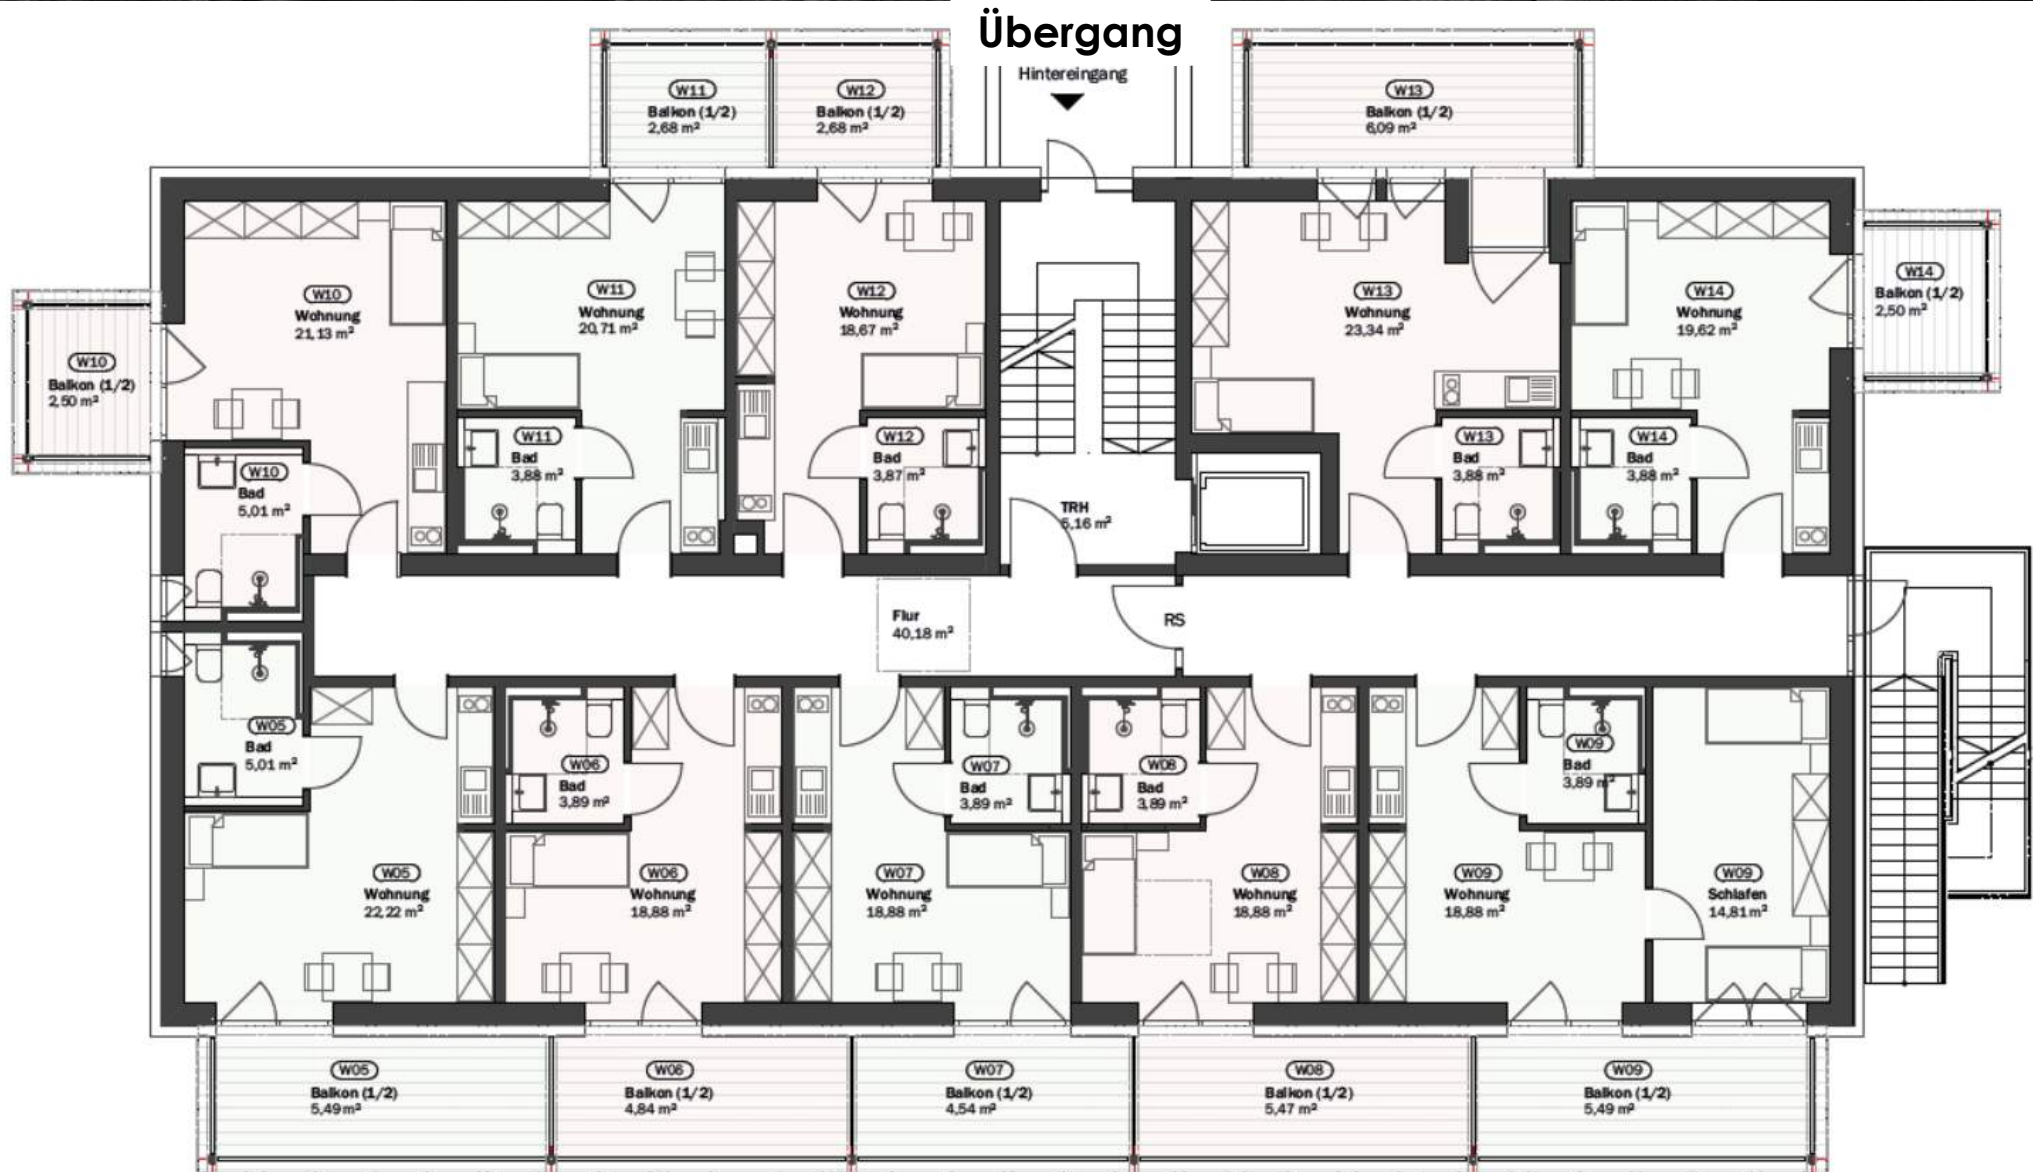 Übergang
Hintereingang
W11
Balkon (1/2)
2,68 m²
W12
Balkon (1/2)
2,68 m²
W13
Balkon (1/2)
6,09 m²
W10
Balkon (1/2)
2,50 m²
W10
Wohnung
21,13 m²
W11
Wohnung
20,71 m²
W12
Wohnung
18,67 m²
W13
Wohnung
23,34 m²
W14
Wohnung
19,62 m²
W14
Balkon (1/2)
2,50 m²
W10
Bad
5,01 m²
W11
Bad
3,88 m²
W12
Bad
3,87 m²
TRH
5,16 m²
W13
Bad
3,88 m²
W14
Bad
3,88 m²
Flur
40,18 m²
RS
W05
Bad
5,01 m²
W06
Bad
3,89 m²
W07
Bad
3,89 m²
W08
Bad
3,89 m²
W09
Bad
3,89 m²
W05
Wohnung
22,22 m²
W06
Wohnung
18,88 m²
W07
Wohnung
18,88 m²
W08
Wohnung
18,88 m²
W09
Wohnung
18,88 m²
W09
Schlafen
14,81 m²
W05
Balkon (1/2)
5,49 m²
W06
Balkon (1/2)
4,84 m²
W07
Balkon (1/2)
4,54 m²
W08
Balkon (1/2)
5,47 m²
W09
Balkon (1/2)
5,49 m²